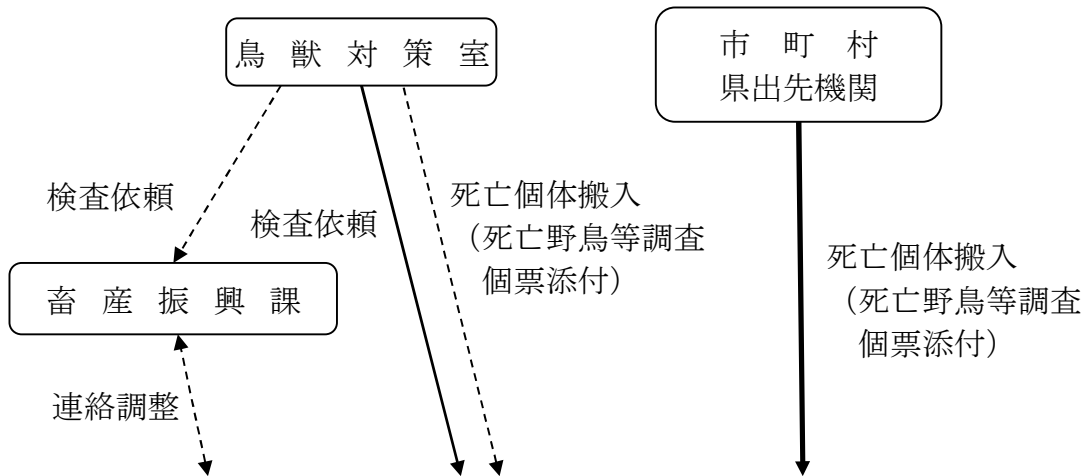 鳥獣対策室
市町村
県出先機関
検査依頼
検査依頼
死亡個体搬入
（死亡野鳥等調査
個票添付）
死亡個体搬入
（死亡野鳥等調査
個票添付）
畜産振興課
連絡調整